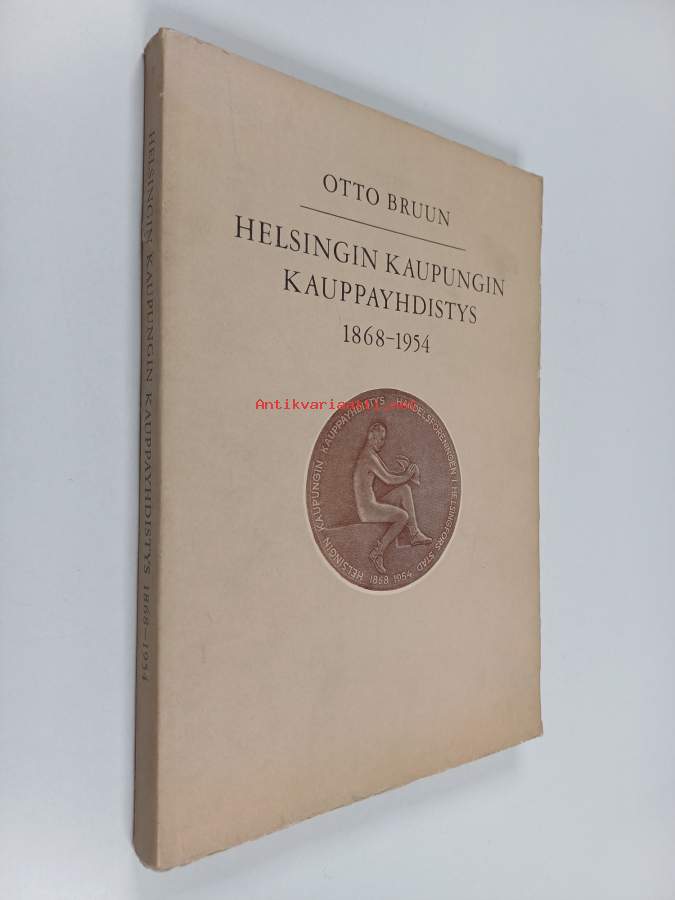 OTTO BRUUN
HELSINGIN KAUPUNGIN
KAUPPAYHDISTYS
1868-1954
Antikvariaatti.net
HELSINGIN KAUPUNGIN KAUPPAYHDISTYS · HANDELSFÖRENINGEN I HELSINGFORS STAD
1868 1954
HELSINGIN KAUPUNGIN KAUPPAYHDISTYS 1868—1954